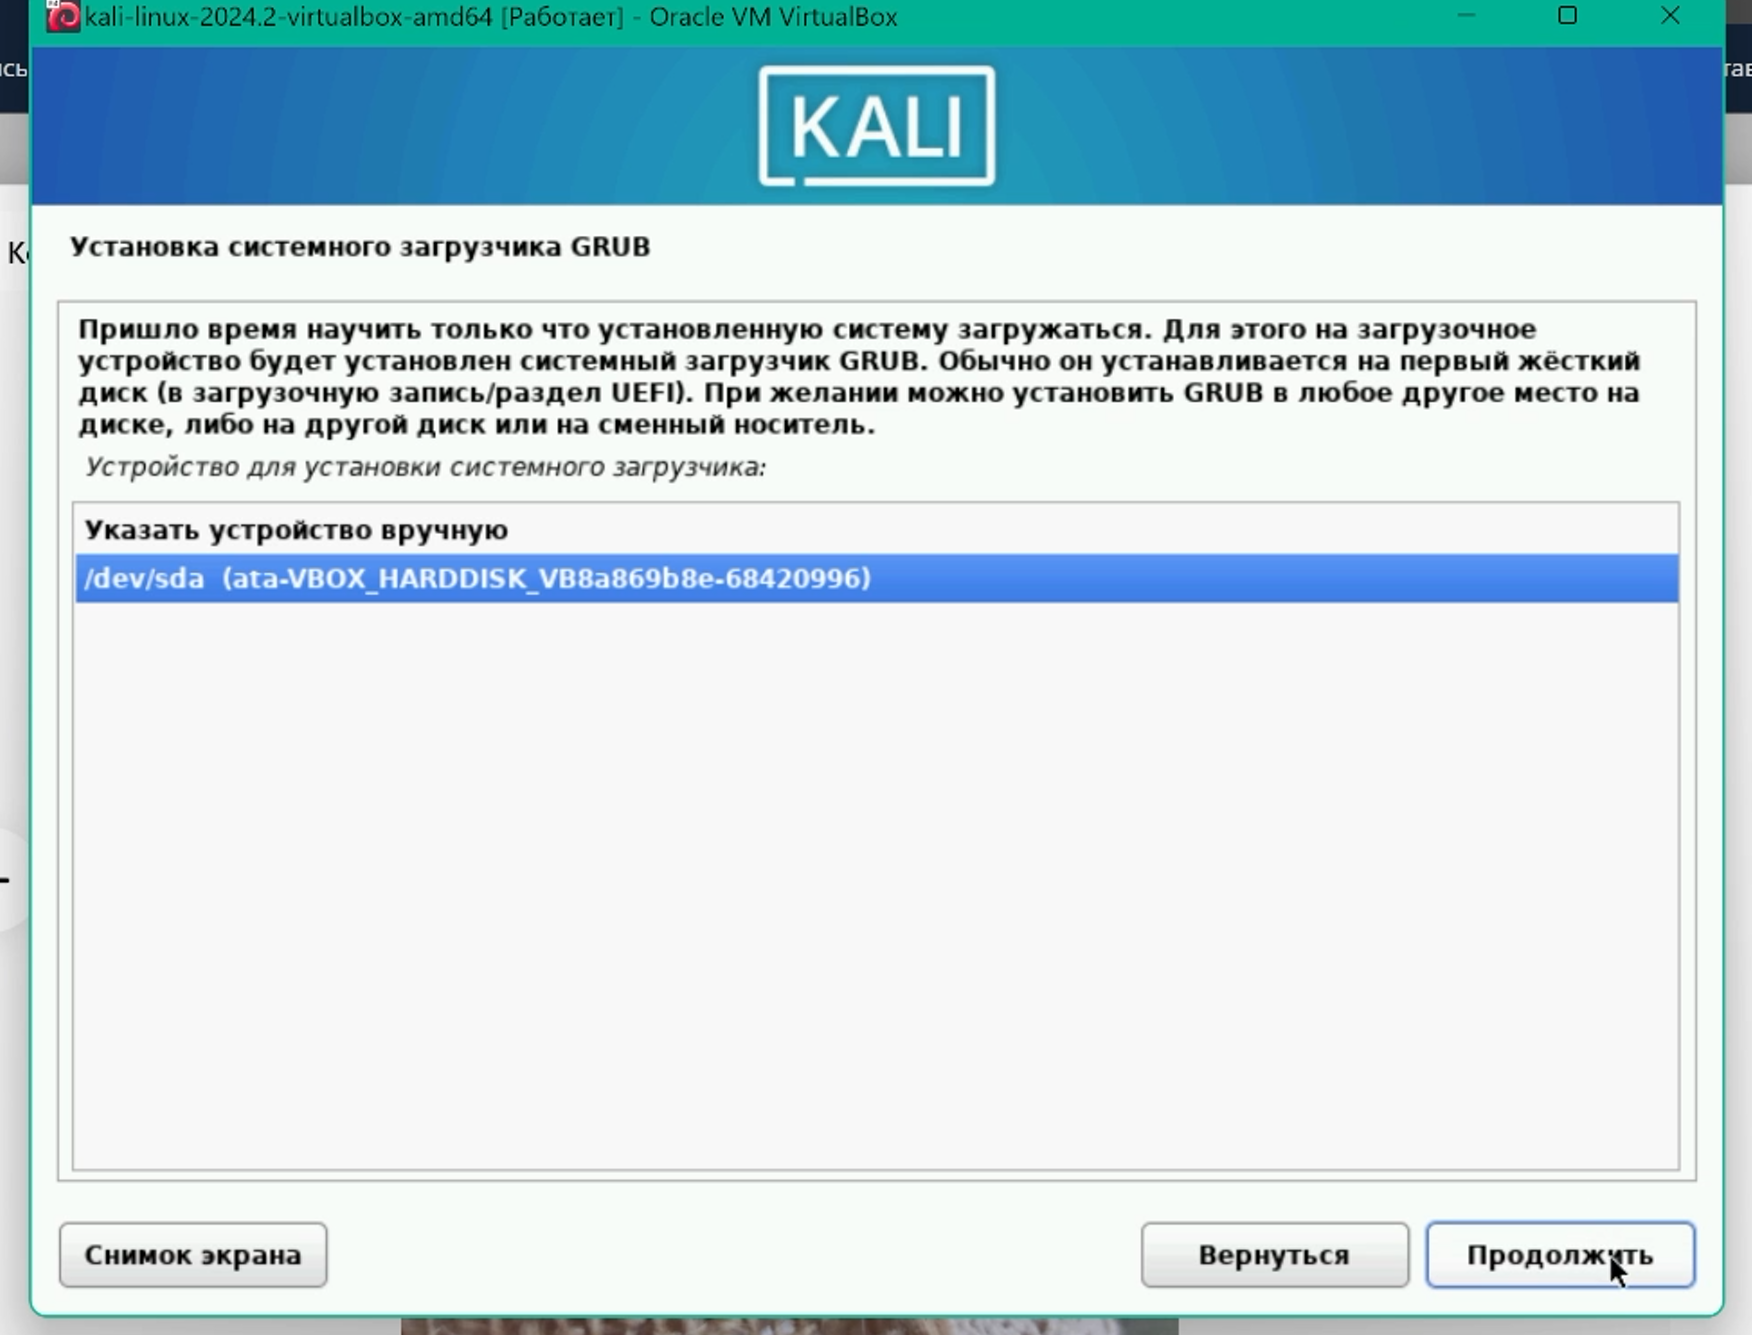 kali-linux-2024.2-virtualbox-amd64 [Работает] - Oracle VM VirtualBox
KALI
Установка системного загрузчика GRUB
Пришло время научить только что установленную систему загружаться. Для этого на загрузочное
устройство будет установлен системный загрузчик GRUB. Обычно он устанавливается на первый жёсткий
диск (в загрузочную запись/раздел UEFI). При желании можно установить GRUB в любое другое место на
диске, либо на другой диск или на сменный носитель.
Устройство для установки системного загрузчика:
Указать устройство вручную
/dev/sda (ata-VBOX_HARDDISK_VB8a869b8e-68420996)
Снимок экрана
Вернуться
Продолжить